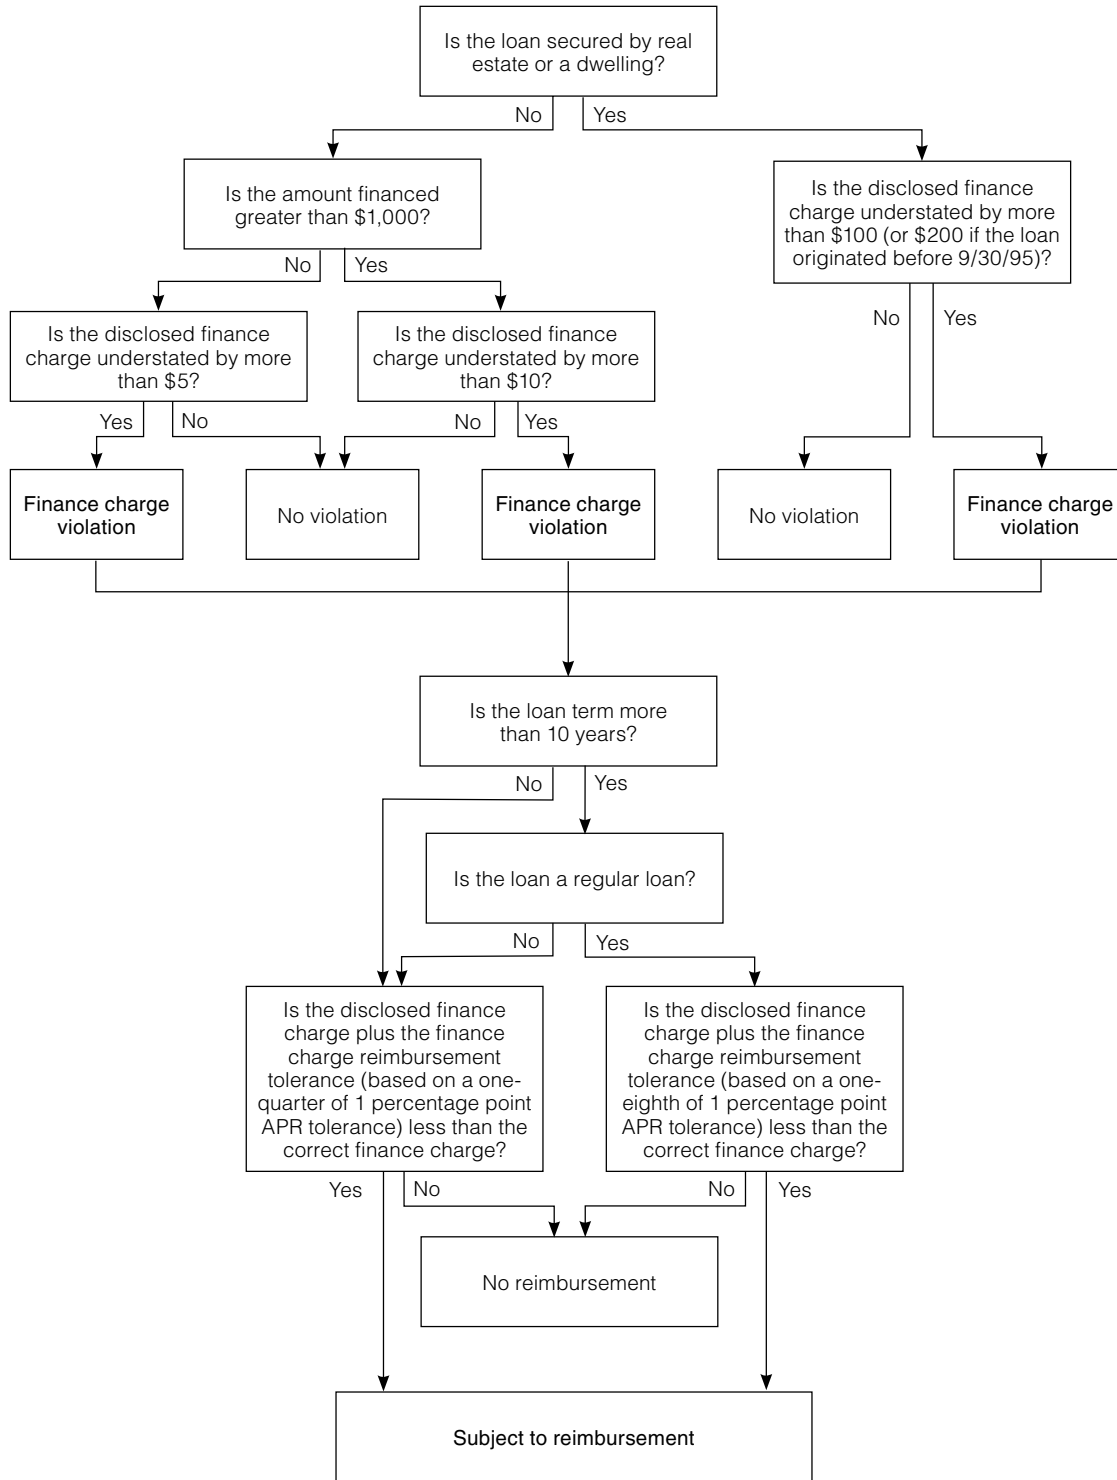 Is the loan secured by real
estate or a dwelling?
No
Yes
Is the amount financed
greater than $1,000?
Is the disclosed finance
charge understated by more
than $100 (or $200 if the loan
originated before 9/30/95)?
No
Yes
No
Yes
Is the disclosed finance
charge understated by more
than $5?
Is the disclosed finance
charge understated by more
than $10?
Yes
No
No
Yes
Finance charge
violation
No violation
Finance charge
violation
No violation
Finance charge
violation
Is the loan term more
than 10 years?
No
Yes
Is the loan a regular loan?
No
Yes
Is the disclosed finance
charge plus the finance
charge reimbursement
tolerance (based on a one-
quarter of 1 percentage point
APR tolerance) less than the
correct finance charge?
Is the disclosed finance
charge plus the finance
charge reimbursement
tolerance (based on a one-
eighth of 1 percentage point
APR tolerance) less than the
correct finance charge?
Yes
No
No
Yes
No reimbursement
Subject to reimbursement